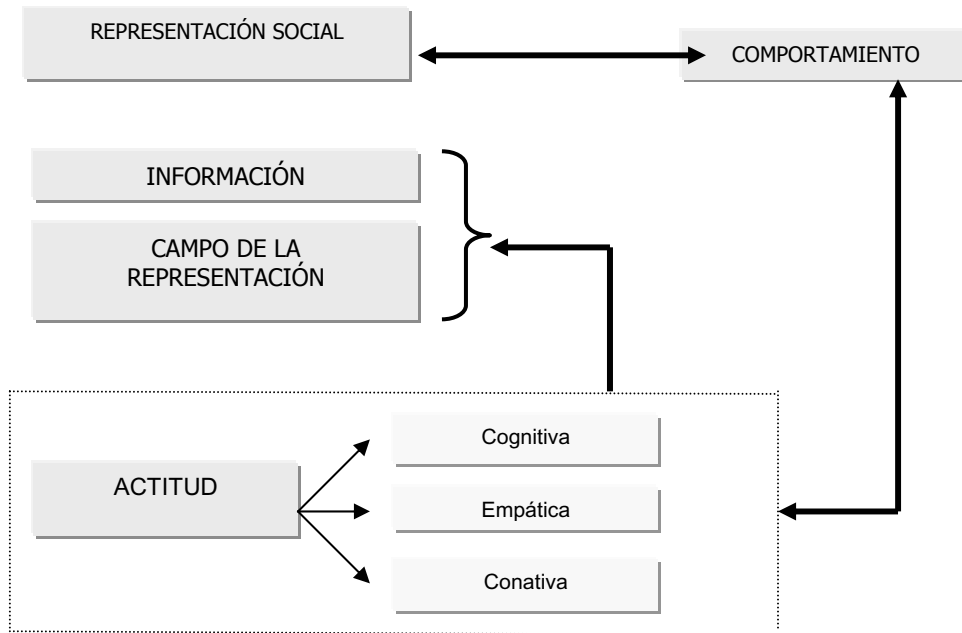 REPRESENTACIÓN SOCIAL
COMPORTAMIENTO
INFORMACIÓN
CAMPO DE LA
REPRESENTACIÓN
Cognitiva
ACTITUD
Empática
Conativa